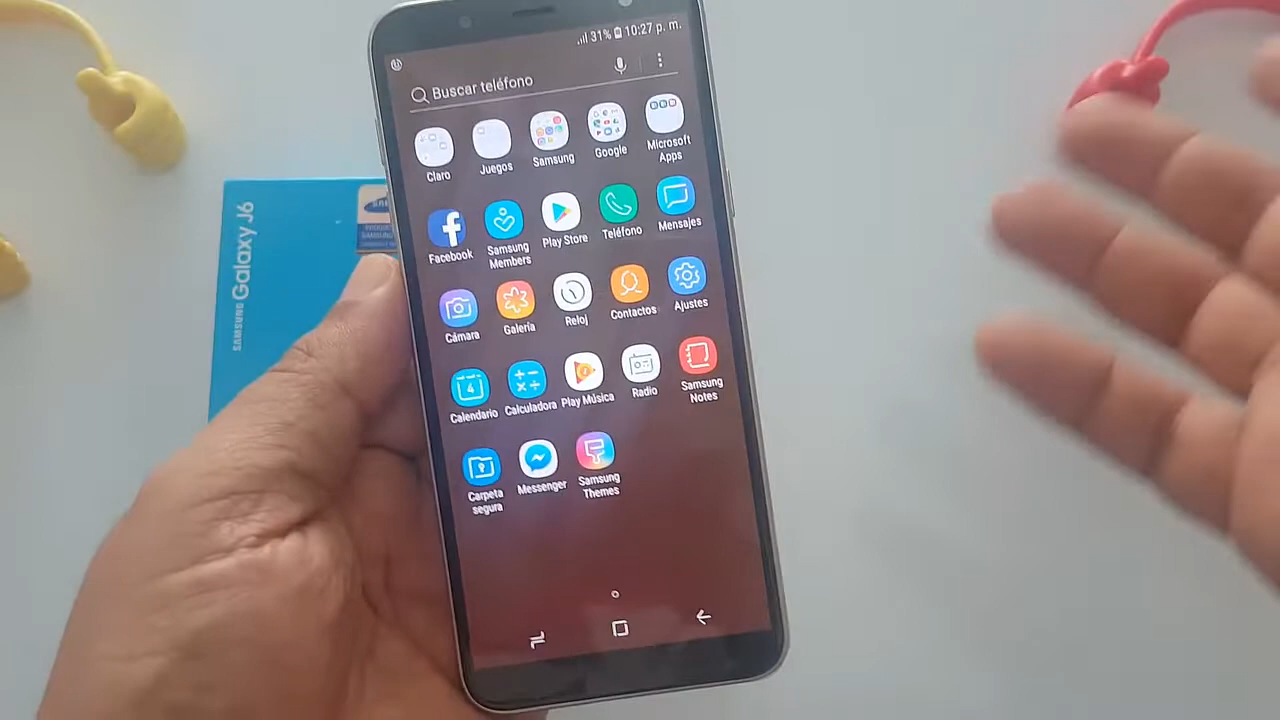 31% 10:27 p. m.
Buscar teléfono
Claro
Juegos
Samsung
Google
Microsoft
Apps
Facebook
Samsung
Members
Play Store
Teléfono
Mensajes
Cámara
Galería
Reloj
Contactos
Ajustes
4
Calendario
Calculadora
Play Música
Radio
Samsung
Notes
Carpeta
segura
Messenger
Samsung
Themes
SAMSUNG Galaxy J6